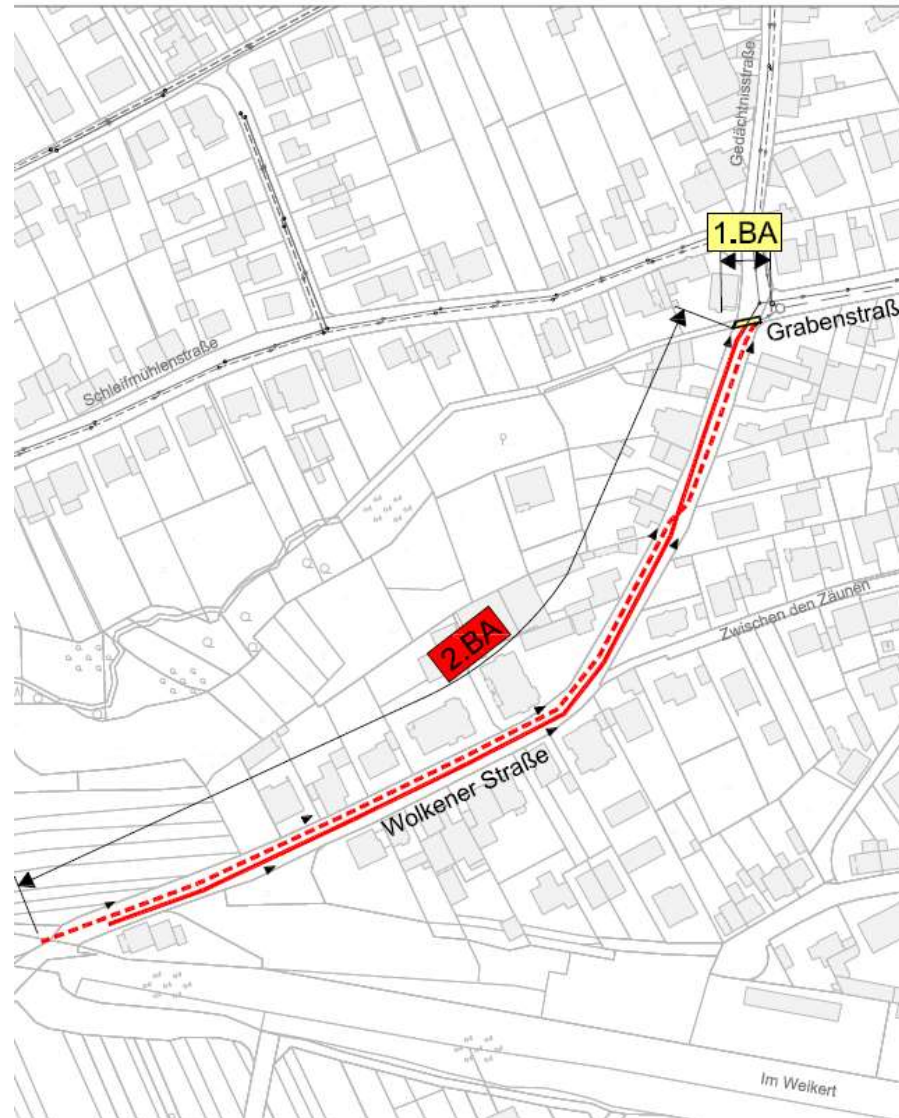 Gedächtnisstraße
1.BA
Grabenstraß
Schleifmühlenstraße
Zwischen den Zäunen
2.BA
Wolkener Straße
Im Weikert